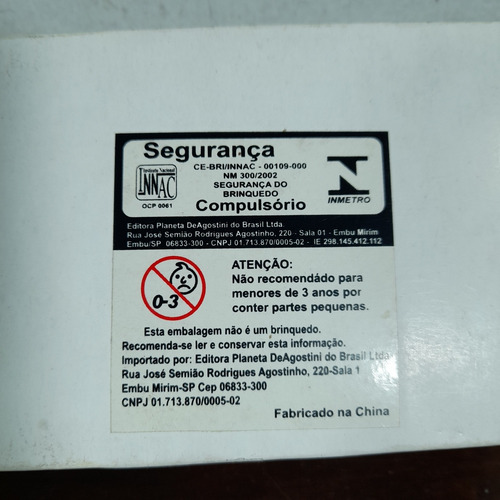 Segurança
CE-BRI/INNAC - 00109-000
NM 300/2002
SEGURANÇA DO
BRINQUEDO
Compulsório
Instituto Nacional
INNAC
OCP 0061
INMETRO
Editora Planeta DeAgostini do Brasil Ltda
Rua José Semião Rodrigues Agostinho, 220 - Sala 01 - Embu Mirim
Embu/SP 06833-300 - CNPJ 01.713.870/0005-02 - IE 298.145.412.112
0-3
ATENÇÃO:
Não recomendádo para
menores de 3 anos por
conter partes pequenas.
Esta embalagem não é um brinquedo.
Recomenda-se ler e conservar esta informação.
Importado por: Editora Planeta DeAgostini do Brasil Ltda
Rua José Semião Rodrigues Agostinho, 220-Sala 1
Embu Mirim-SP Cep 06833-300
CNPJ 01.713.870/0005-02
Fabricado na China